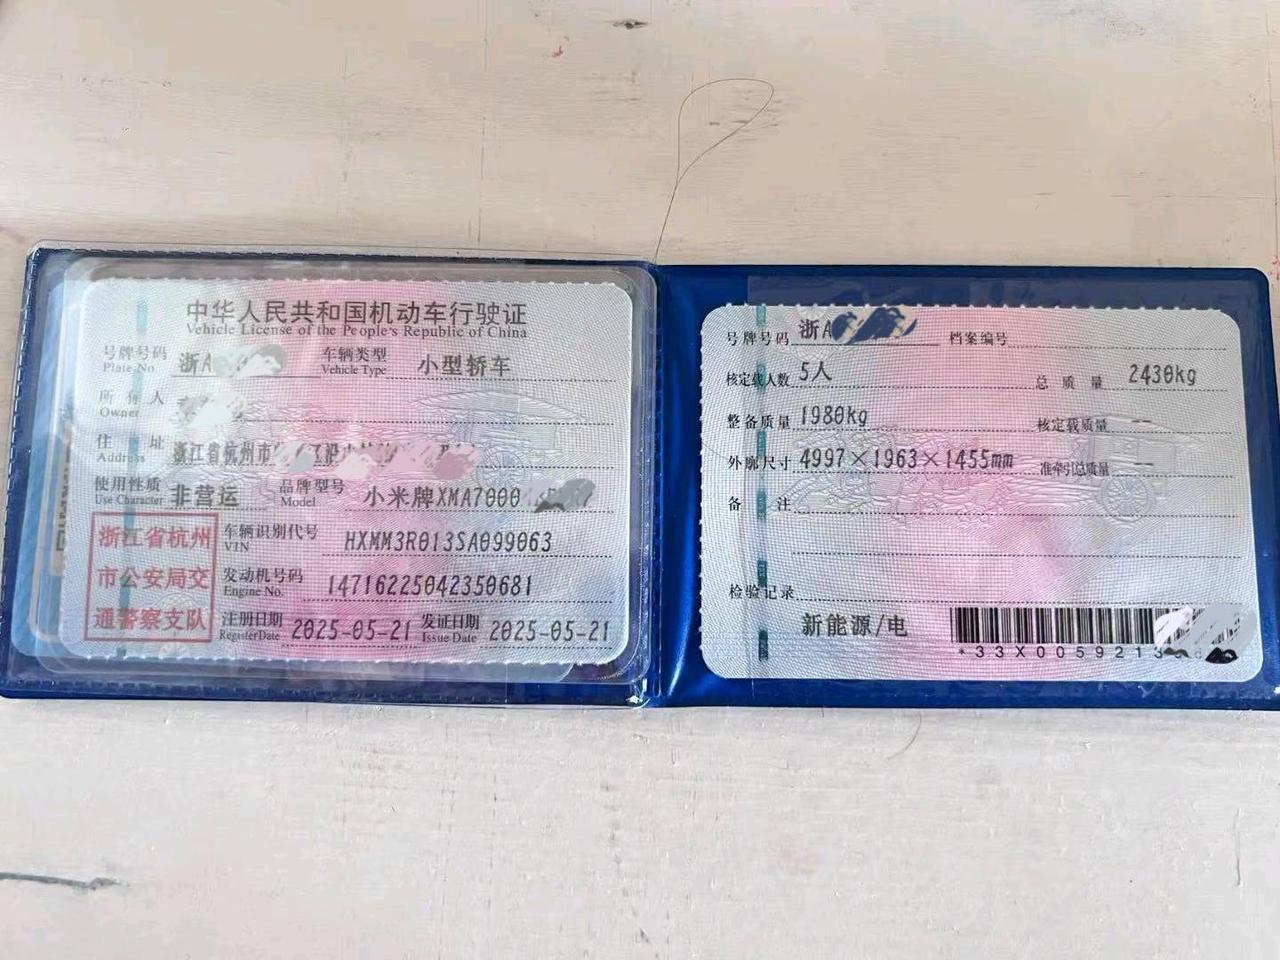 中华人民共和国机动车行驶证
Vehicle License of the People's Republic of China
号牌号码 浙A 车辆类型 小型轿车
Plate No. Vehicle Type
所有人
Owner
住址 浙江省杭州市
Address
使用性质 非营运 品牌型号 小米牌XMA7000
Use Character Model
浙江省杭州
市公安局交
通警察支队
车辆识别代号 HXMM3R013SA099063
VIN
发动机号码 14716225042350681
Engine No.
注册日期 2025-05-21 发证日期 2025-05-21
Register Date Issue Date
号牌号码 浙A 档案编号
核定载人数 5人 总质量 2430kg
整备质量 1980kg 核定载质量 --
外廓尺寸 4997×1963×1455mm 准牵引总质量 --
备注
检验记录
新能源/电
*33X0059213